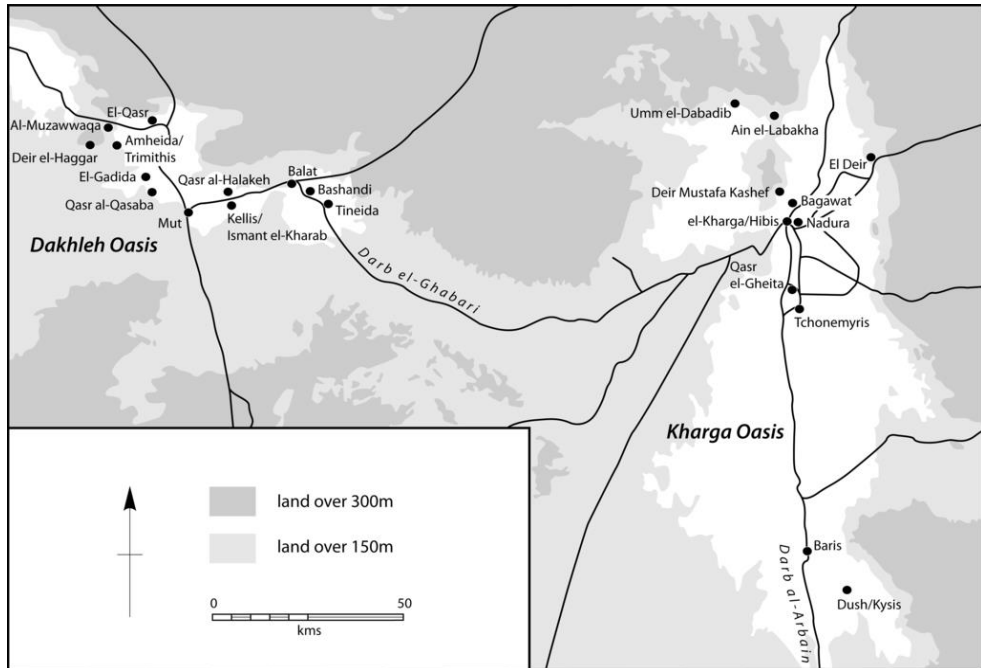 El-Qasr
Al-Muzawwaqa
Deir el-Haggar
Amheida/
Trimithis
El-Gadida
Qasr al-Qasaba
Mut
Qasr al-Halakeh
Kellis/
Ismant el-Kharab
Balat
Bashandi
Tineida
Dakhleh Oasis
Darb el-Ghabari
Umm el-Dabadib
Ain el-Labakha
El Deir
Deir Mustafa Kashef
Bagawat
el-Kharga/Hibis
Nadura
Qasr
el-Gheita
Tchonemyris
Kharga Oasis
Baris
Dush/Kysis
Darb al-Arbain
land over 300m
land over 150m
0 50
kms